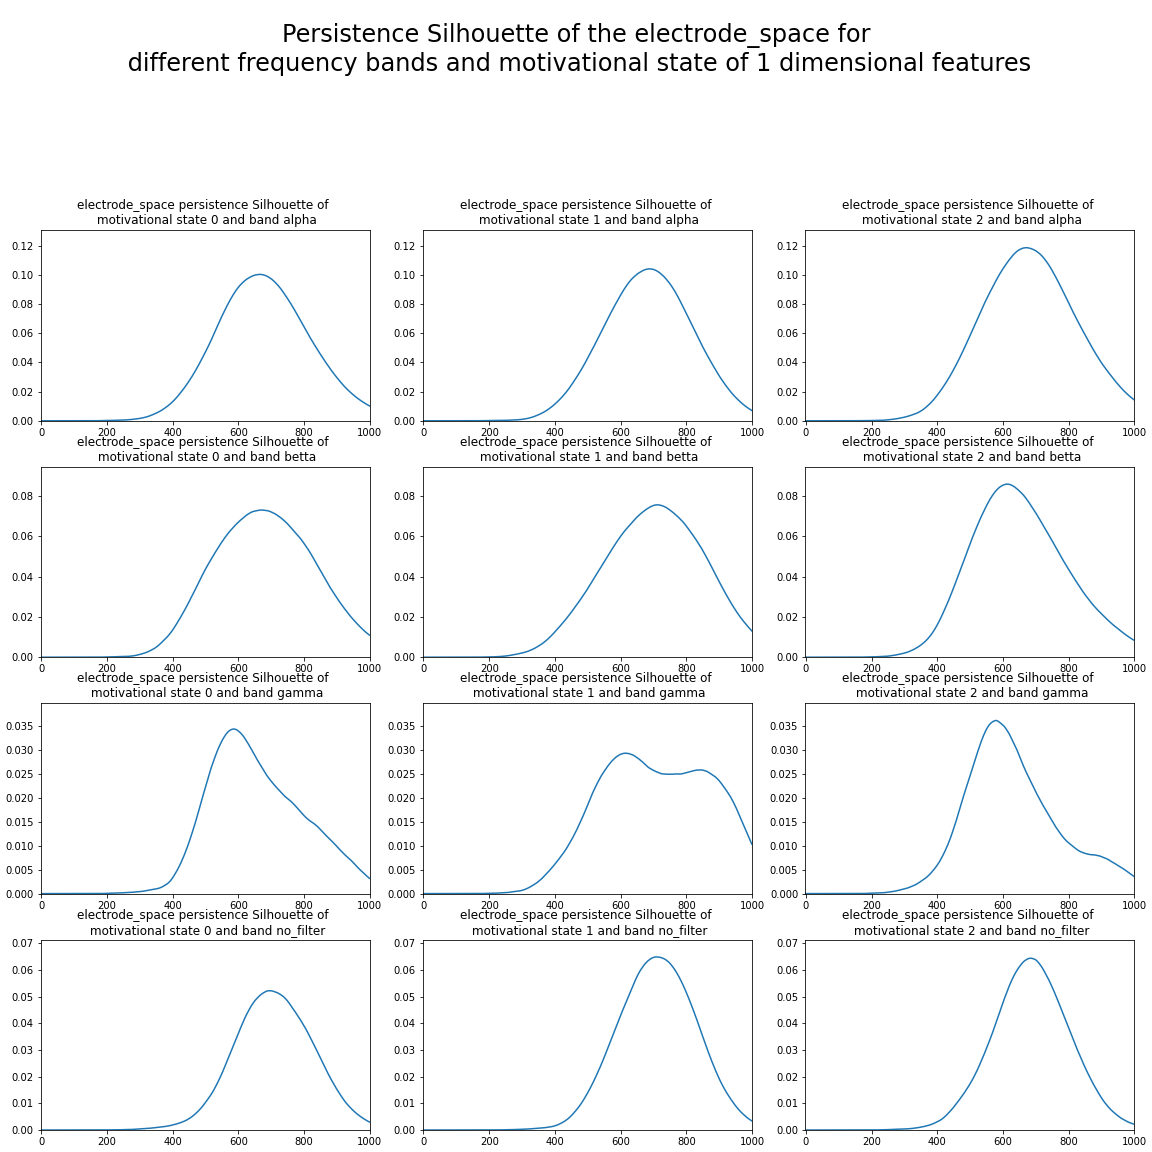 Persistence Silhouette of the electrode_space for
different frequency bands and motivational state of 1 dimensional features
electrode_space persistence Silhouette of
motivational state 0 and band alpha
0.12
0.10
0.08
0.06
0.04
0.02
0.00
0 200 400 600 800 1000
electrode_space persistence Silhouette of
motivational state 1 and band alpha
0.12
0.10
0.08
0.06
0.04
0.02
0.00
0 200 400 600 800 1000
electrode_space persistence Silhouette of
motivational state 2 and band alpha
0.12
0.10
0.08
0.06
0.04
0.02
0.00
0 200 400 600 800 1000
electrode_space persistence Silhouette of
motivational state 0 and band betta
0.08
0.06
0.04
0.02
0.00
0 200 400 600 800 1000
electrode_space persistence Silhouette of
motivational state 1 and band betta
0.08
0.06
0.04
0.02
0.00
0 200 400 600 800 1000
electrode_space persistence Silhouette of
motivational state 2 and band betta
0.08
0.06
0.04
0.02
0.00
0 200 400 600 800 1000
electrode_space persistence Silhouette of
motivational state 0 and band gamma
0.035
0.030
0.025
0.020
0.015
0.010
0.005
0.000
0 200 400 600 800 1000
electrode_space persistence Silhouette of
motivational state 1 and band gamma
0.035
0.030
0.025
0.020
0.015
0.010
0.005
0.000
0 200 400 600 800 1000
electrode_space persistence Silhouette of
motivational state 2 and band gamma
0.035
0.030
0.025
0.020
0.015
0.010
0.005
0.000
0 200 400 600 800 1000
electrode_space persistence Silhouette of
motivational state 0 and band no_filter
0.07
0.06
0.05
0.04
0.03
0.02
0.01
0.00
0 200 400 600 800 1000
electrode_space persistence Silhouette of
motivational state 1 and band no_filter
0.07
0.06
0.05
0.04
0.03
0.02
0.01
0.00
0 200 400 600 800 1000
electrode_space persistence Silhouette of
motivational state 2 and band no_filter
0.07
0.06
0.05
0.04
0.03
0.02
0.01
0.00
0 200 400 600 800 1000